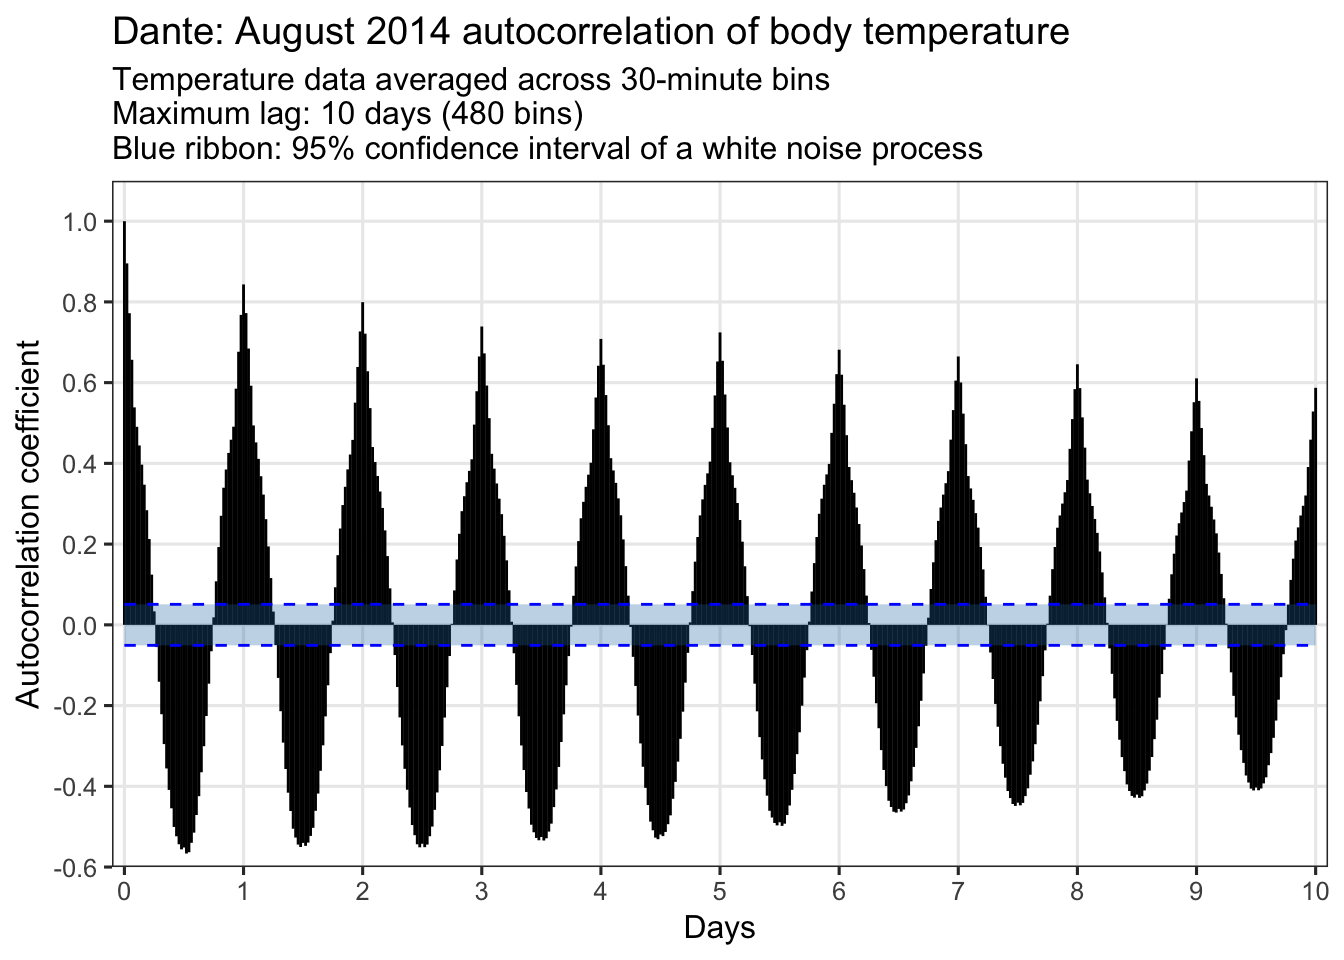 Dante: August 2014 autocorrelation of body temperature
Temperature data averaged across 30-minute bins
Maximum lag: 10 days (480 bins)
Blue ribbon: 95% confidence interval of a white noise process
Autocorrelation coefficient
1.0
0.8
0.6
0.4
0.2
0.0
-0.2
-0.4
-0.6
0 1 2 3 4 5 6 7 8 9 10
Days